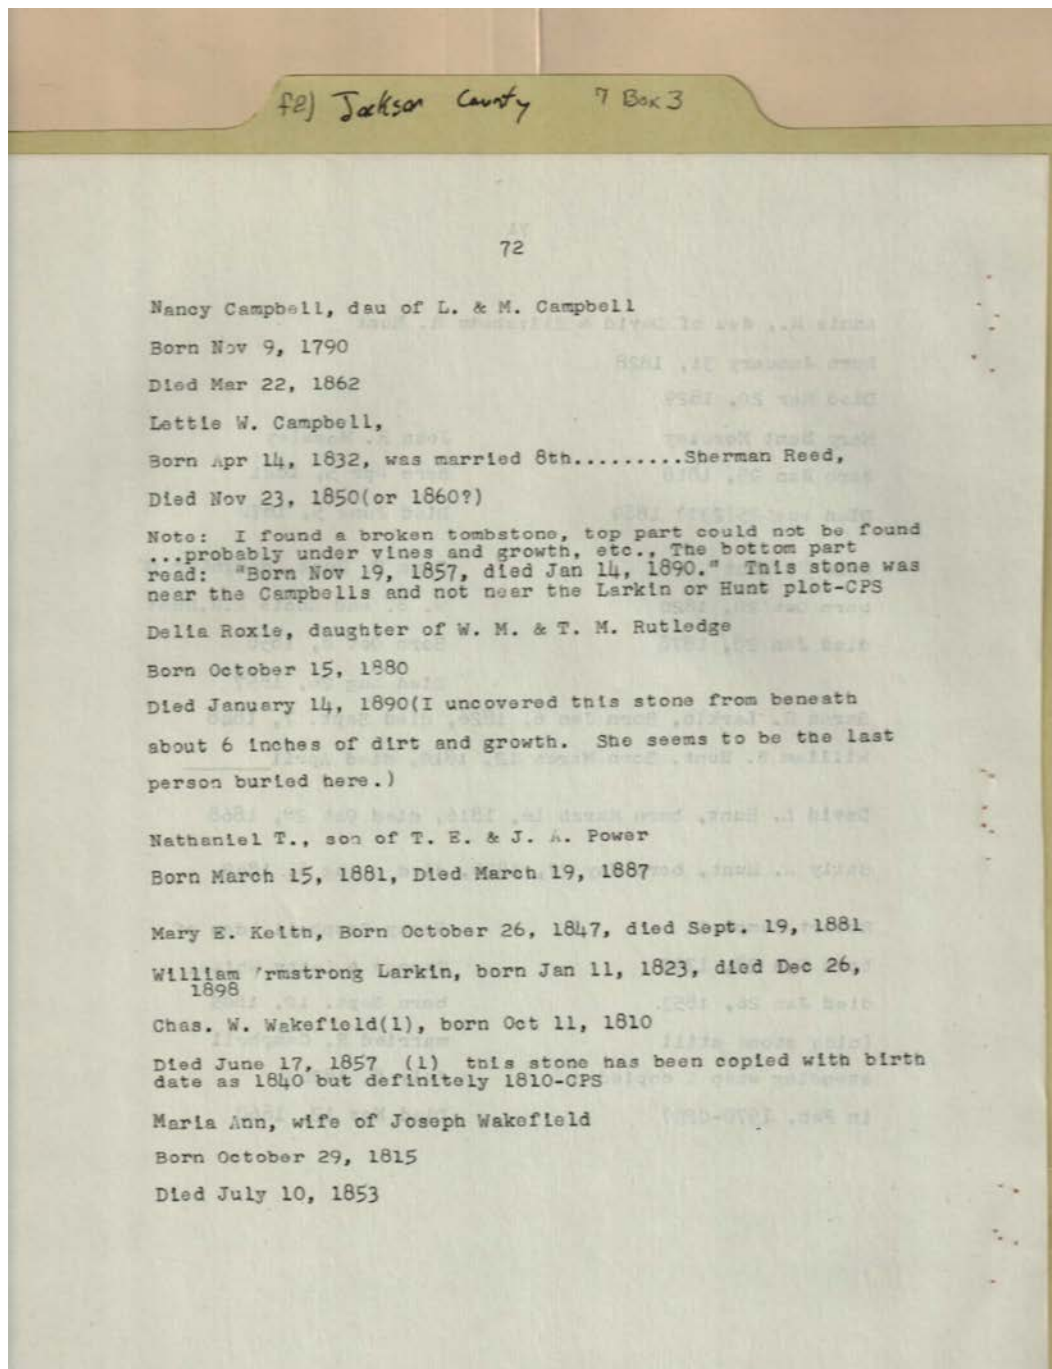 f2) Jackson County 7 Box 3
72
Nancy Campbell, dau of L. & M. Campbell
Born Nov 9, 1790
Died Mar 22, 1862
Lettie W. Campbell,
Born Apr 14, 1832, was married 8th.........Sherman Reed,
Died Nov 23, 1850(or 1860?)
Note: I found a broken tombstone, top part could not be found
...probably under vines and growth, etc., The bottom part
read: "Born Nov 19, 1857, died Jan 14, 1890." This stone was
near the Campbells and not near the Larkin or Hunt plot-CPS
Delia Roxie, daughter of W. M. & T. M. Rutledge
Born October 15, 1880
Died January 14, 1890(I uncovered this stone from beneath
about 6 inches of dirt and growth. She seems to be the last
person buried here.)
Nathaniel T., son of T. E. & J. A. Power
Born March 15, 1881, Died March 19, 1887
Mary E. Keith, Born October 26, 1847, died Sept. 19, 1881
William 'rmstrong Larkin, born Jan 11, 1823, died Dec 26,
1898
Chas. W. Wakefield(1), born Oct 11, 1810
Died June 17, 1857 (1) this stone has been copied with birth
date as 1840 but definitely 1810-CPS
Maria Ann, wife of Joseph Wakefield
Born October 29, 1815
Died July 10, 1853